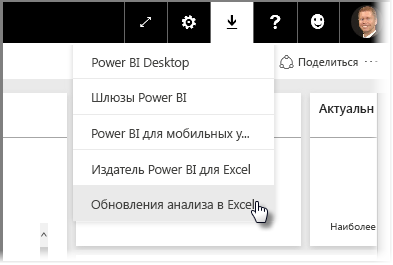 ?
Power BI Desktop
Поделиться ...
Шлюзы Power BI
Актуальн
Power BI для мобильных у...
Издатель Power BI для Excel
Обновления анализа в Excel
Наиболее